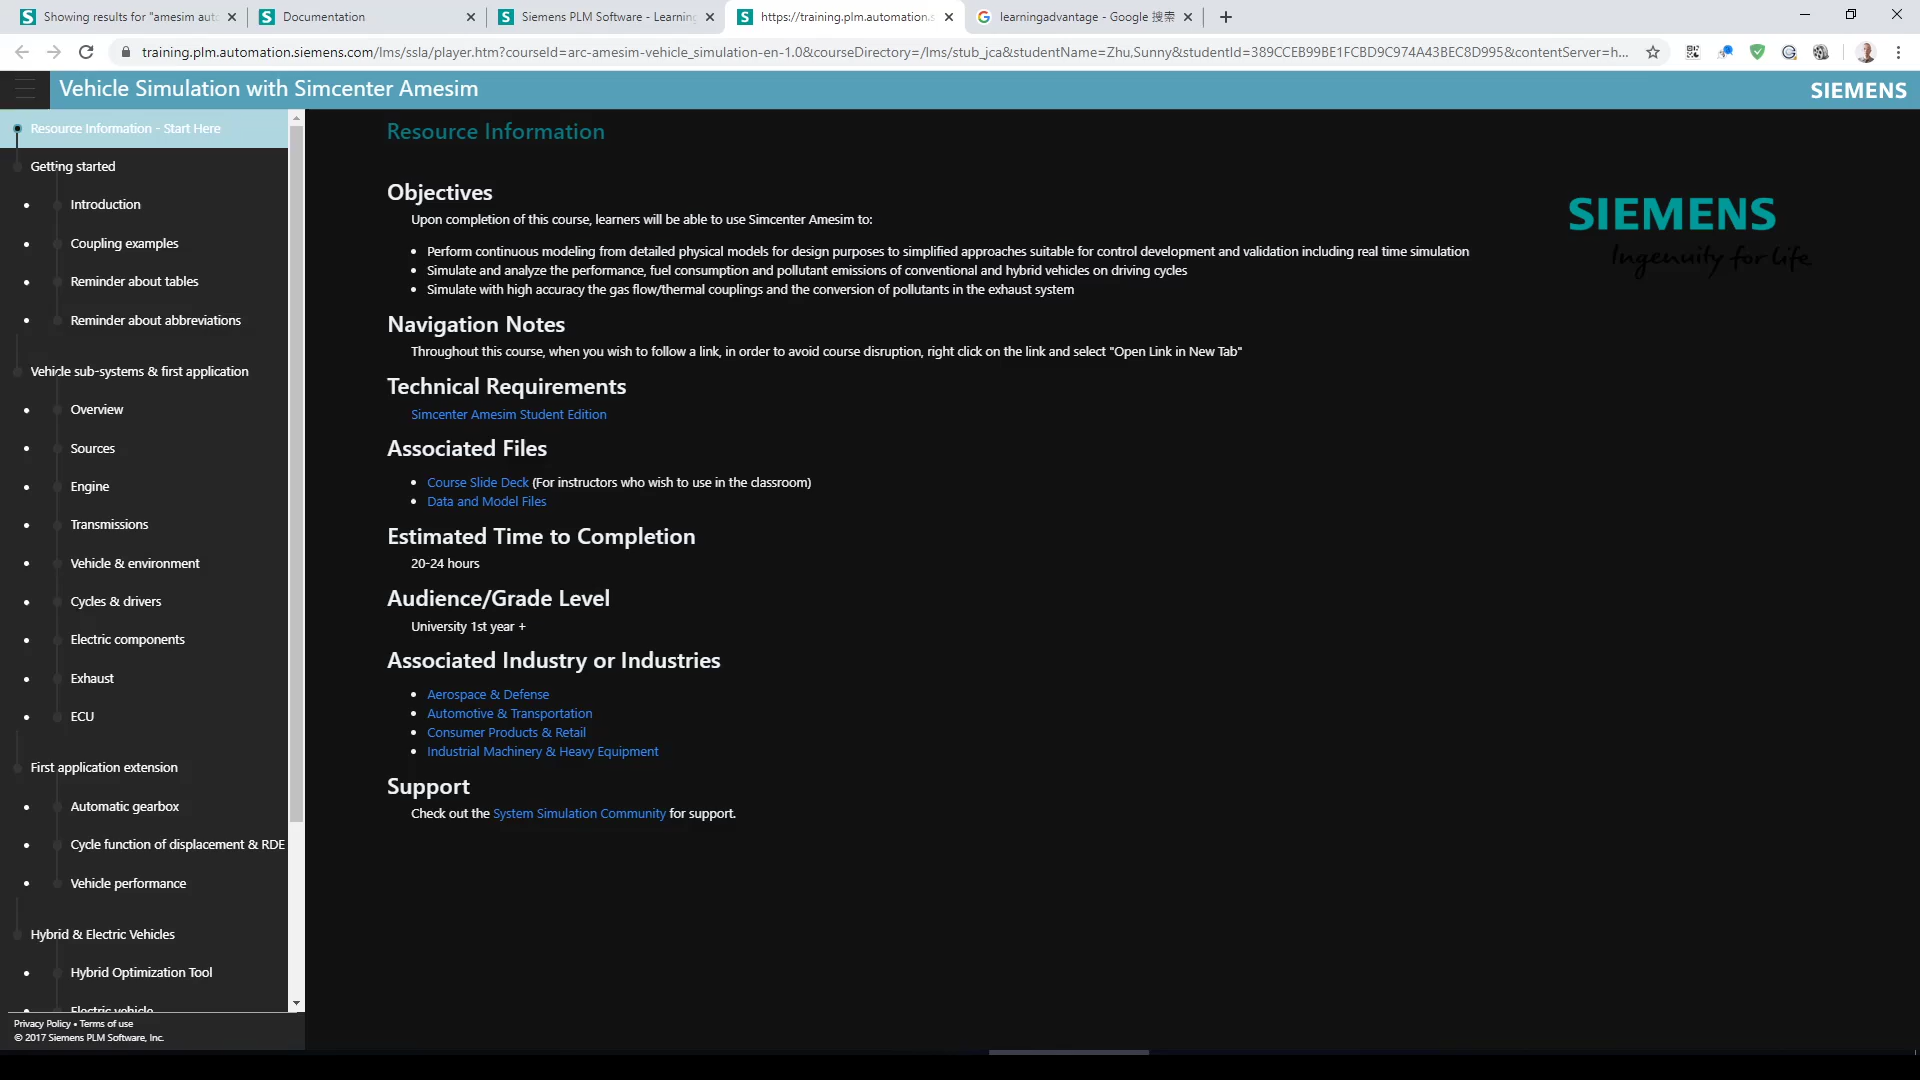 Showing results for "amesim aut
Documentation
Siemens PLM Software - Learning
https://training.plm.automation.s
learningadvantage - Google 搜索
training.plm.automation.siemens.com/lms/ssla/player.htm?courseId=arc-amesim-vehicle_simulation-en-1.0&courseDirectory=/lms/stub_jca&studentName=Zhu,Sunny&studentId=389CCEB99BE1FCBD9C974A43BEC8D995&contentServer=h...
Vehicle Simulation with Simcenter Amesim
SIEMENS
Resource Information - Start Here
Getting started
Introduction
Coupling examples
Reminder about tables
Reminder about abbreviations
Vehicle sub-systems & first application
Overview
Sources
Engine
Transmissions
Vehicle & environment
Cycles & drivers
Electric components
Exhaust
ECU
First application extension
Automatic gearbox
Cycle function of displacement & RDE
Vehicle performance
Hybrid & Electric Vehicles
Hybrid Optimization Tool
Electric vehicle
Privacy Policy • Terms of use
© 2017 Siemens PLM Software, Inc.
Resource Information
SIEMENS
Ingenuity for life
Objectives
Upon completion of this course, learners will be able to use Simcenter Amesim to:
• Perform continuous modeling from detailed physical models for design purposes to simplified approaches suitable for control development and validation including real time simulation
• Simulate and analyze the performance, fuel consumption and pollutant emissions of conventional and hybrid vehicles on driving cycles
• Simulate with high accuracy the gas flow/thermal couplings and the conversion of pollutants in the exhaust system
Navigation Notes
Throughout this course, when you wish to follow a link, in order to avoid course disruption, right click on the link and select "Open Link in New Tab"
Technical Requirements
Simcenter Amesim Student Edition
Associated Files
• Course Slide Deck (For instructors who wish to use in the classroom)
• Data and Model Files
Estimated Time to Completion
20-24 hours
Audience/Grade Level
University 1st year +
Associated Industry or Industries
• Aerospace & Defense
• Automotive & Transportation
• Consumer Products & Retail
• Industrial Machinery & Heavy Equipment
Support
Check out the System Simulation Community for support.